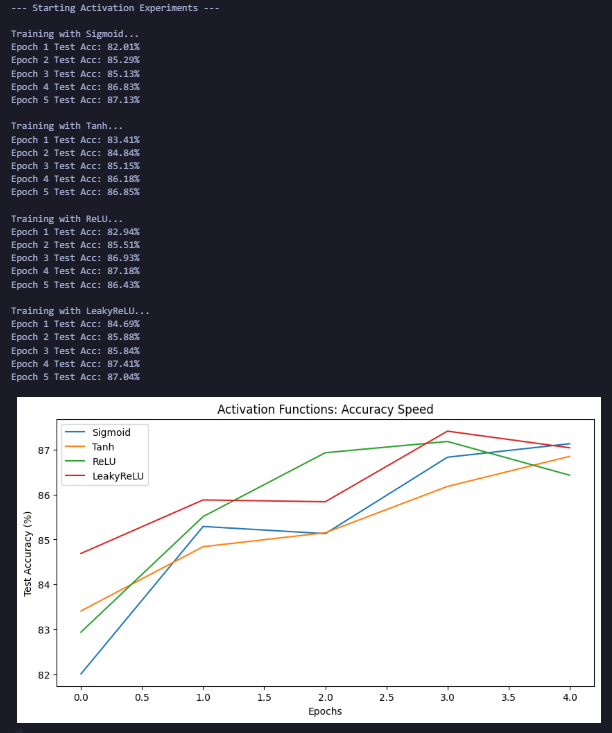 --- Starting Activation Experiments ---
Training with Sigmoid...
Epoch 1 Test Acc: 82.01%
Epoch 2 Test Acc: 85.29%
Epoch 3 Test Acc: 85.13%
Epoch 4 Test Acc: 86.83%
Epoch 5 Test Acc: 87.13%
Training with Tanh...
Epoch 1 Test Acc: 83.41%
Epoch 2 Test Acc: 84.84%
Epoch 3 Test Acc: 85.15%
Epoch 4 Test Acc: 86.18%
Epoch 5 Test Acc: 86.85%
Training with ReLU...
Epoch 1 Test Acc: 82.94%
Epoch 2 Test Acc: 85.51%
Epoch 3 Test Acc: 86.93%
Epoch 4 Test Acc: 87.18%
Epoch 5 Test Acc: 86.43%
Training with LeakyReLU...
Epoch 1 Test Acc: 84.69%
Epoch 2 Test Acc: 85.88%
Epoch 3 Test Acc: 85.84%
Epoch 4 Test Acc: 87.41%
Epoch 5 Test Acc: 87.04%
Activation Functions: Accuracy Speed
Sigmoid
Tanh
ReLU
LeakyReLU
Test Accuracy (%)
87
86
85
84
83
82
0.0 0.5 1.0 1.5 2.0 2.5 3.0 3.5 4.0
Epochs